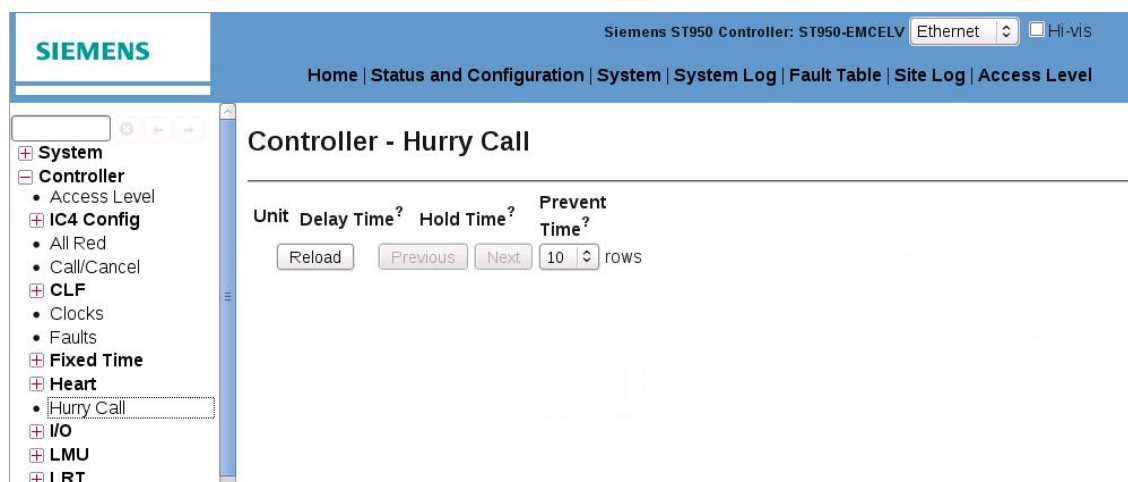 SIEMENS
Siemens ST950 Controller: ST950-EMCELV Ethernet Hi-vis
Home | Status and Configuration | System | System Log | Fault Table | Site Log | Access Level
System
Controller
Access Level
IC4 Config
All Red
Call/Cancel
CLF
Clocks
Faults
Fixed Time
Heart
Hurry Call
I/O
LMU
LRT
Controller - Hurry Call
Unit Delay Time? Hold Time? Prevent Time?
Reload Previous Next 10 rows